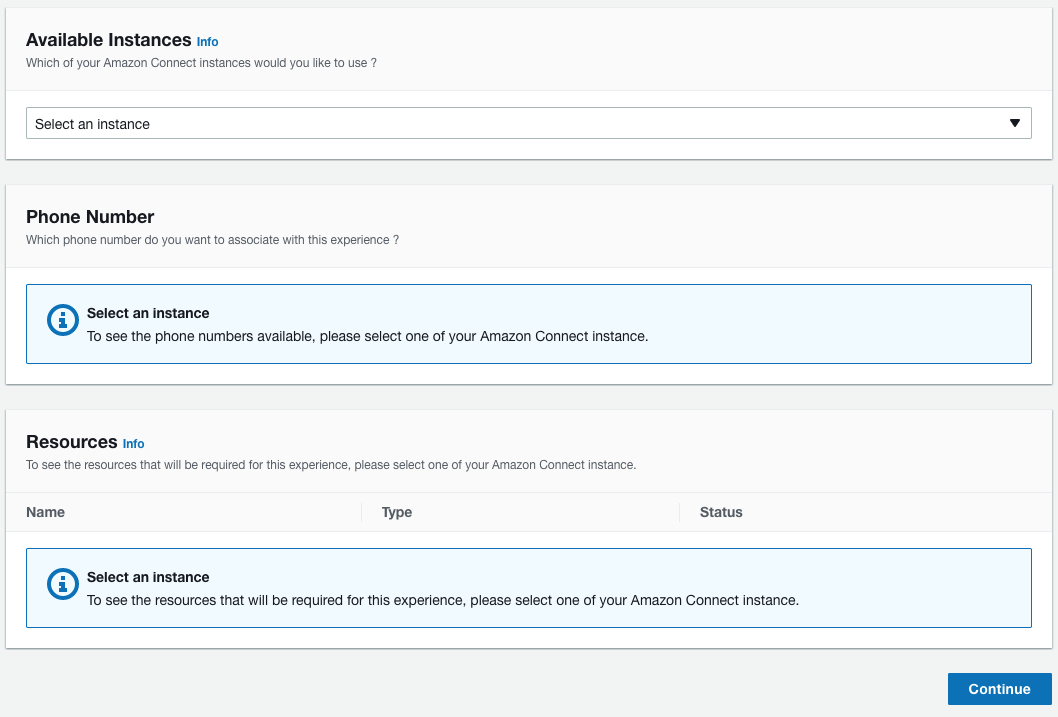 Available Instances Info
Which of your Amazon Connect instances would you like to use ?
Select an instance
Phone Number
Which phone number do you want to associate with this experience ?
Select an instance
To see the phone numbers available, please select one of your Amazon Connect instance.
Resources Info
To see the resources that will be required for this experience, please select one of your Amazon Connect instance.
Name Type Status
Select an instance
To see the resources that will be required for this experience, please select one of your Amazon Connect instance.
Continue